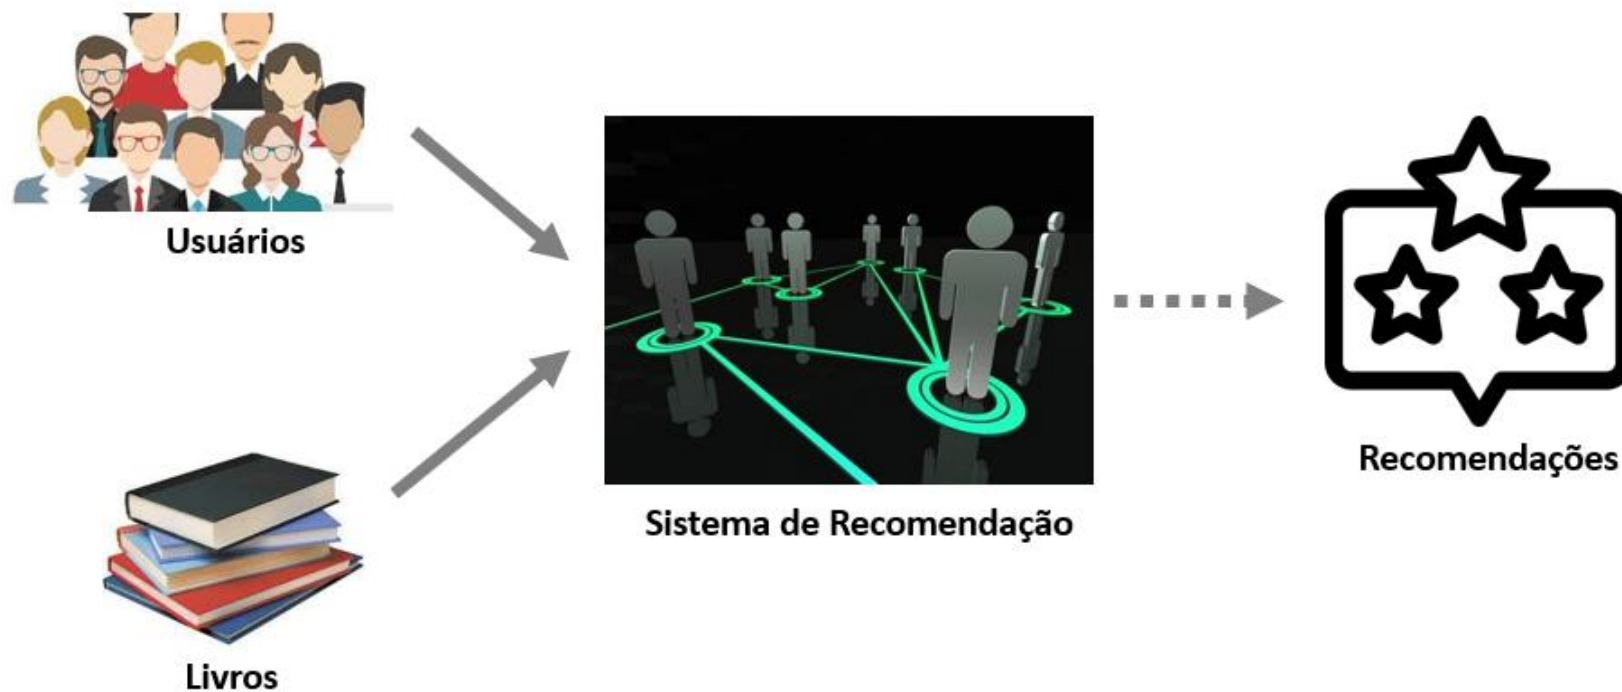 Usuários
Livros
Sistema de Recomendação
Recomendações